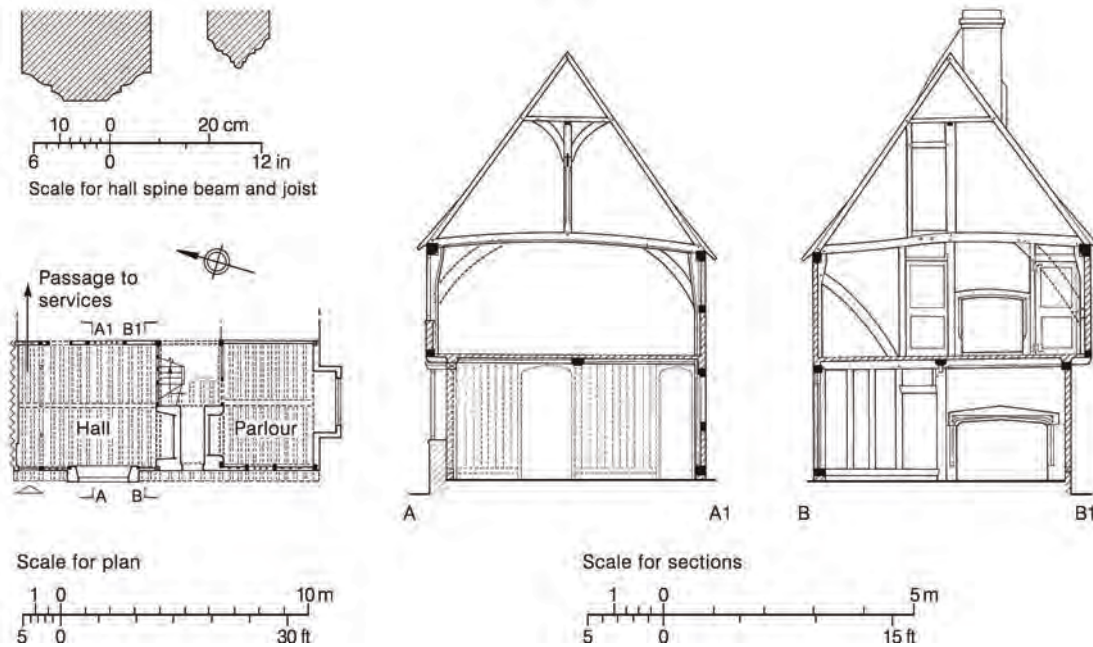 10 0 20 cm
6 0 12 in
Scale for hall spine beam and joist
Passage to
services
A1 B1
Hall Parlour
A B
A A1 B B1
Scale for plan
1 0 10 m
5 0 30 ft
Scale for sections
1 0 5 m
5 0 15 ft